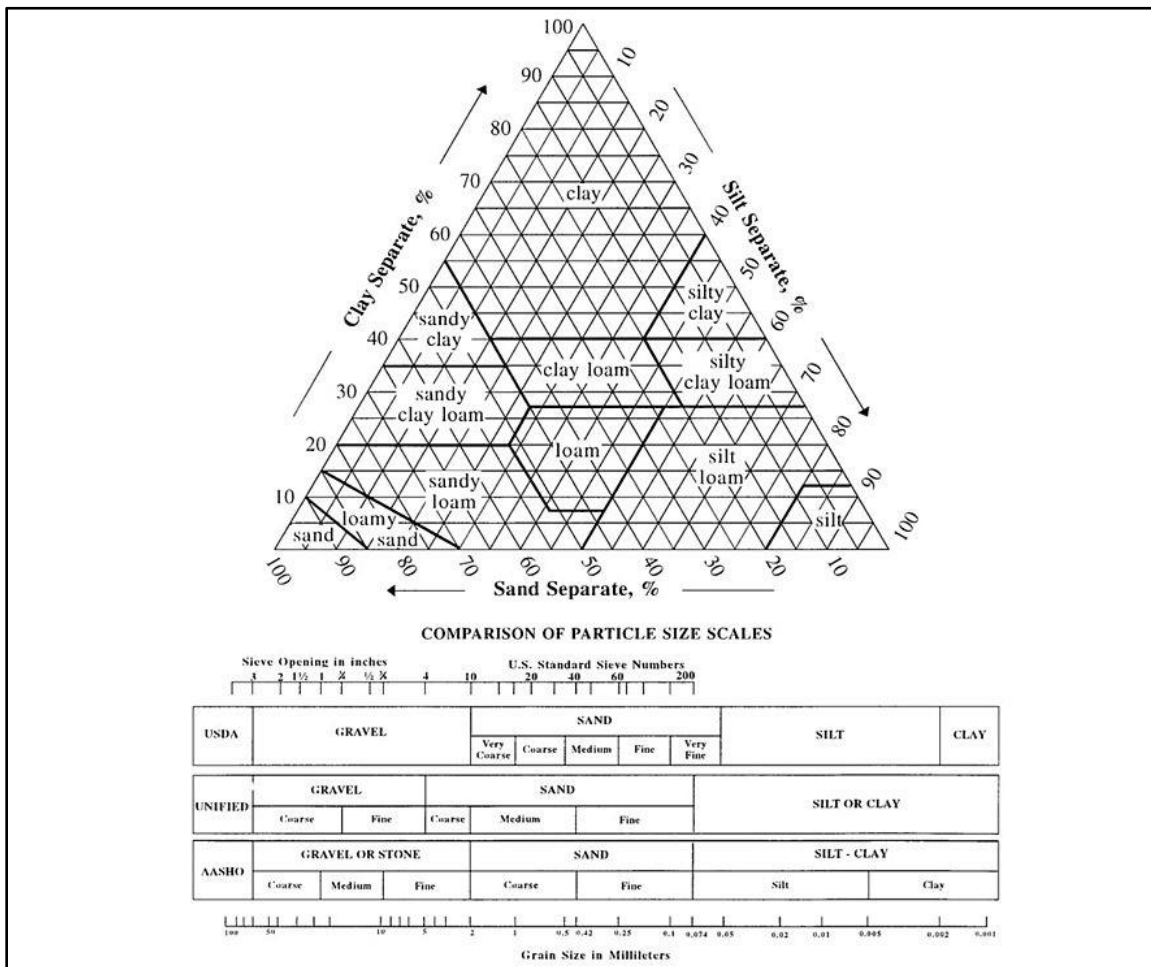 100
90
80
70
60
50
40
30
20
10
Clay Separate, %
10
20
30
40
50
60
70
80
90
100
Silt Separate, %
clay
silty
clay
sandy
clay
clay loam
silty
clay loam
sandy
clay loam
loam
silt
loam
sandy
loam
loamy
sand
sand
silt
100
90
80
70
60
50
40
30
20
10
Sand Separate, %
COMPARISON OF PARTICLE SIZE SCALES
Sieve Opening in inches
U.S. Standard Sieve Numbers
3 2 1½ 1 ½ 4 10 20 40 60 200
USDA
GRAVEL
SAND
SILT
CLAY
Very
Coarse
Coarse
Medium
Fine
Very
Fine
UNIFIED
GRAVEL
SAND
SILT OR CLAY
Coarse
Fine
Coarse
Medium
Fine
AASHO
GRAVEL OR STONE
SAND
SILT - CLAY
Coarse
Medium
Fine
Coarse
Fine
Silt
Clay
100 50 10 5 2 1 0.5 0.42 0.25 0.1 0.074 0.05 0.02 0.01 0.005 0.002 0.001
Grain Size in Millileters